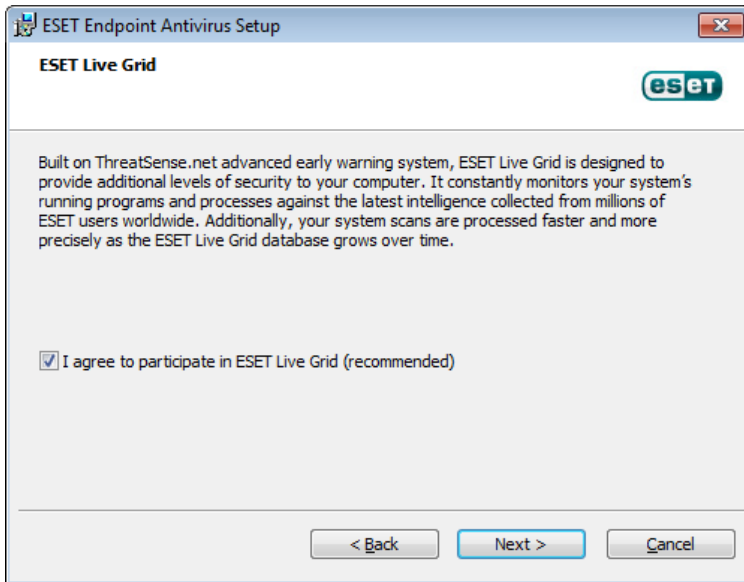 ESET Endpoint Antivirus Setup
ESET Live Grid
eseT
Built on ThreatSense.net advanced early warning system, ESET Live Grid is designed to
provide additional levels of security to your computer. It constantly monitors your system's
running programs and processes against the latest intelligence collected from millions of
ESET users worldwide. Additionally, your system scans are processed faster and more
precisely as the ESET Live Grid database grows over time.
I agree to participate in ESET Live Grid (recommended)
< Back Next > Cancel